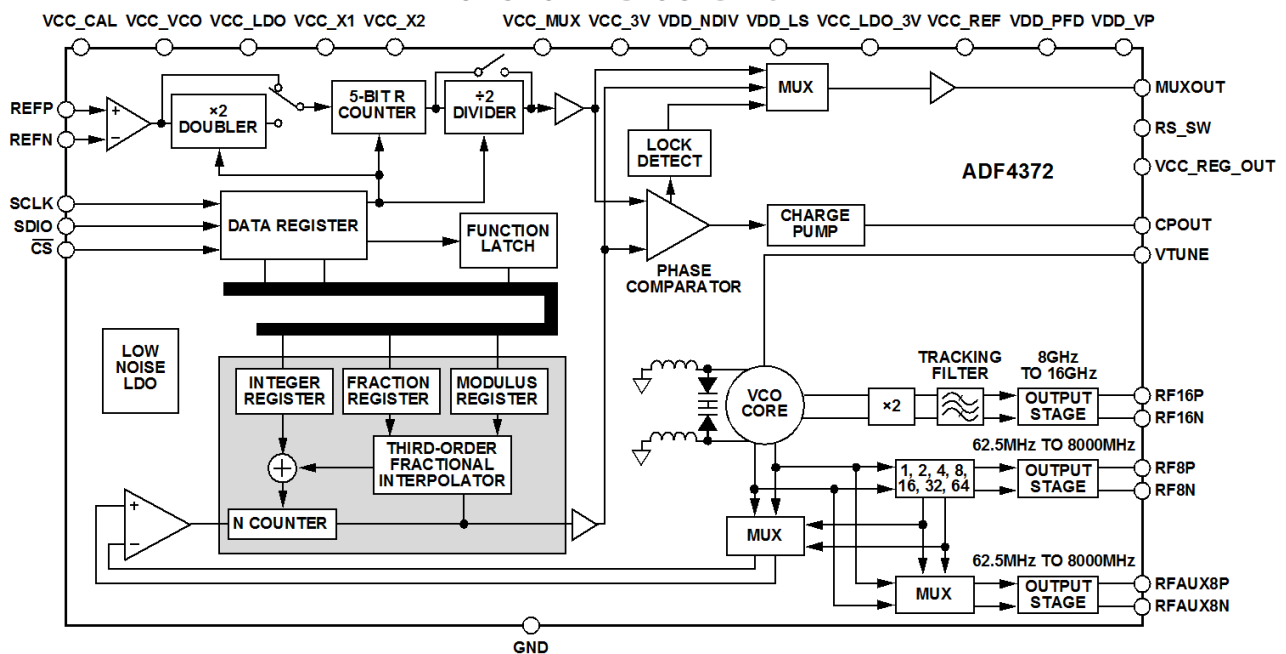 VCC_CAL VCC_VCO VCC_LDO VCC_X1 VCC_X2 VCC_MUX VCC_3V VDD_NDIV VDD_LS VCC_LDO_3V VCC_REF VDD_PFD VDD_VP
REFP
REFN
+
−
×2
DOUBLER
5-BIT R
COUNTER
÷2
DIVIDER
MUX
MUXOUT
RS_SW
VCC_REG_OUT
LOCK
DETECT
ADF4372
SCLK
SDIO
CS
DATA REGISTER
FUNCTION
LATCH
PHASE
COMPARATOR
CHARGE
PUMP
CPOUT
VTUNE
LOW
NOISE
LDO
INTEGER
REGISTER
FRACTION
REGISTER
MODULUS
REGISTER
THIRD-ORDER
FRACTIONAL
INTERPOLATOR
+
−
N COUNTER
VCO
CORE
×2
TRACKING
FILTER
8GHz
TO 16GHz
OUTPUT
STAGE
RF16P
RF16N
62.5MHz TO 8000MHz
1, 2, 4, 8,
16, 32, 64
OUTPUT
STAGE
RF8P
RF8N
MUX
62.5MHz TO 8000MHz
MUX
OUTPUT
STAGE
RFAUX8P
RFAUX8N
GND